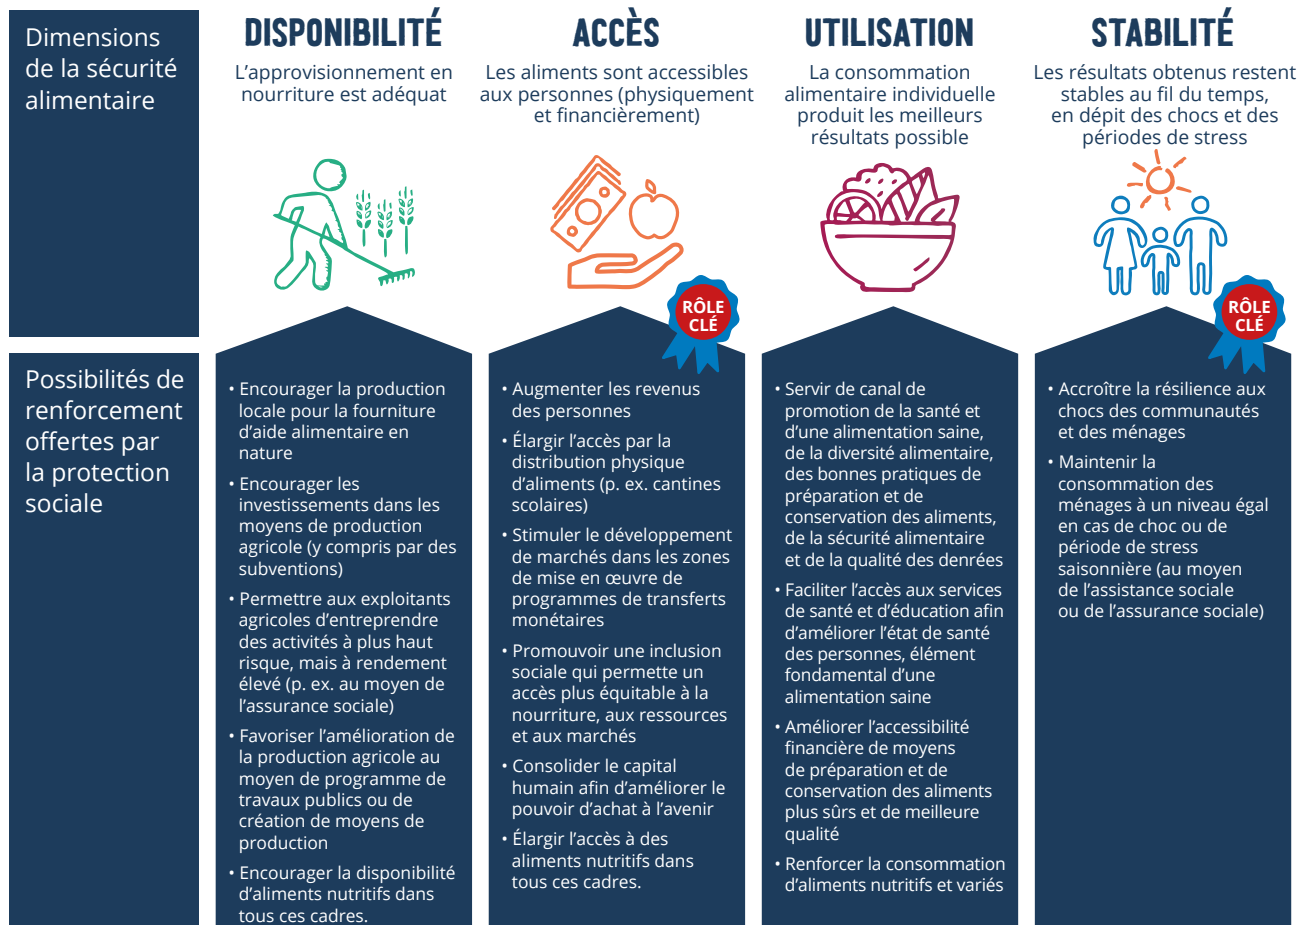 Dimensions
de la sécurité
alimentaire
DISPONIBILITÉ
L’approvisionnement en
nourriture est adéquat
ACCÈS
Les aliments sont accessibles
aux personnes (physiquement
et financièrement)
UTILISATION
La consommation
alimentaire individuelle
produit les meilleurs
résultats possible
STABILITÉ
Les résultats obtenus restent
stables au fil du temps,
en dépit des chocs et des
périodes de stress
RÔLE
CLÉ
RÔLE
CLÉ
Possibilités de
renforcement
offertes par
la protection
sociale
• Encourager la production
locale pour la fourniture
d’aide alimentaire en
nature
• Encourager les
investissements dans les
moyens de production
agricole (y compris par des
subventions)
• Permettre aux exploitants
agricoles d’entreprendre
des activités à plus haut
risque, mais à rendement
élevé (p. ex. au moyen de
l’assurance sociale)
• Favoriser l’amélioration de
la production agricole au
moyen de programme de
travaux publics ou de
création de moyens de
production
• Encourager la disponibilité
d’aliments nutritifs dans
tous ces cadres.
• Augmenter les revenus
des personnes
• Élargir l’accès par la
distribution physique
d’aliments (p. ex. cantines
scolaires)
• Stimuler le développement
de marchés dans les zones
de mise en œuvre de
programmes de transferts
monétaires
• Promouvoir une inclusion
sociale qui permette un
accès plus équitable à la
nourriture, aux ressources
et aux marchés
• Consolider le capital
humain afin d’améliorer le
pouvoir d’achat à l’avenir
• Élargir l’accès à des
aliments nutritifs dans
tous ces cadres.
• Servir de canal de
promotion de la santé et
d’une alimentation saine,
de la diversité alimentaire,
des bonnes pratiques de
préparation et de
conservation des aliments,
de la sécurité alimentaire
et de la qualité des denrées
• Faciliter l’accès aux services
de santé et d’éducation afin
d’améliorer l’état de santé
des personnes, élément
fondamental d’une
alimentation saine
• Améliorer l’accessibilité
financière de moyens
de préparation et de
conservation des aliments
plus sûrs et de meilleure
qualité
• Renforcer la consommation
d’aliments nutritifs et variés
• Accroître la résilience aux
chocs des communautés
et des ménages
• Maintenir la
consommation des
ménages à un niveau égal
en cas de choc ou de
période de stress
saisonnière (au moyen
de l’assistance sociale
ou de l’assurance sociale)